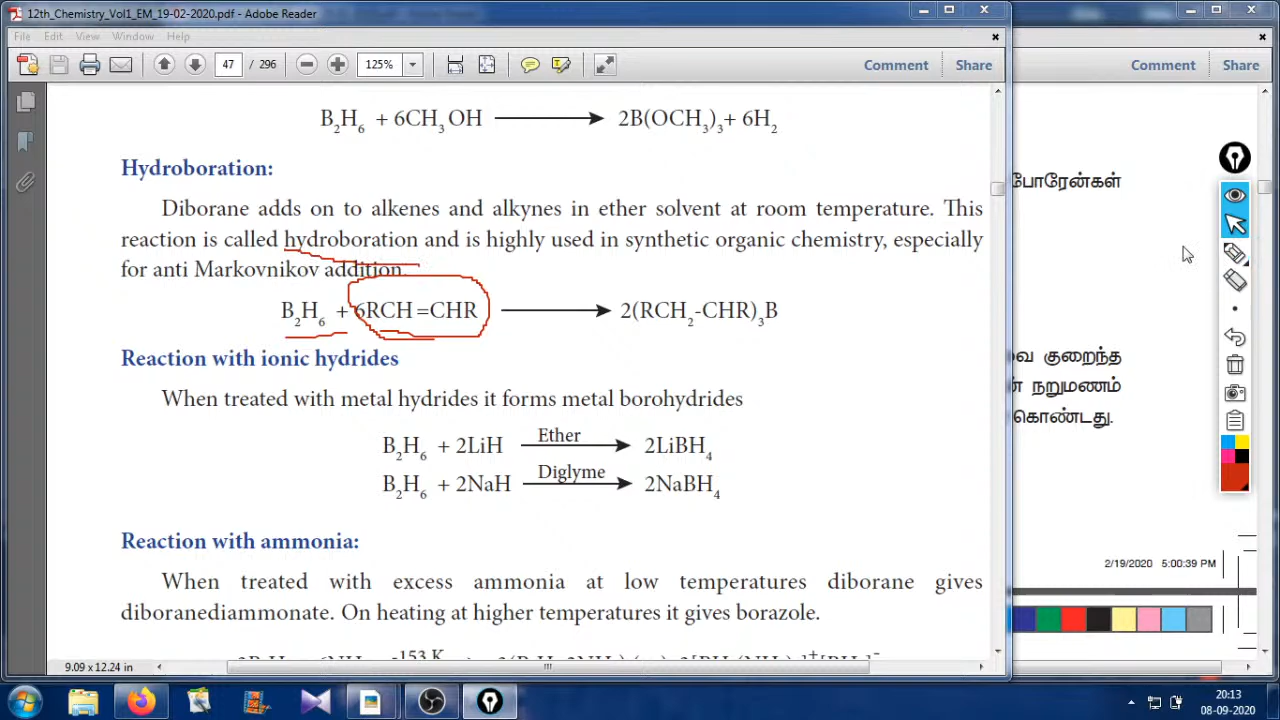 12th_Chemistry_Vol1_EM_19-02-2020.pdf - Adobe Reader
File Edit View Window Help
47 / 296 125% Comment Share Comment Share
B2H6 + 6CH3OH ⟶ 2B(OCH3)3 + 6H2
Hydroboration:
போரேன்கள்
Diborane adds on to alkenes and alkynes in ether solvent at room temperature. This
reaction is called hydroboration and is highly used in synthetic organic chemistry, especially
for anti Markovnikov addition.
B2H6 + 6RCH=CHR ⟶ 2(RCH2-CHR)3B
Reaction with ionic hydrides
குறைந்த
நறுமணம்
கொண்டது.
When treated with metal hydrides it forms metal borohydrides
Ether
B2H6 + 2LiH ⟶ 2LiBH4
Diglyme
B2H6 + 2NaH ⟶ 2NaBH4
Reaction with ammonia:
2/19/2020 5:00:39 PM
When treated with excess ammonia at low temperatures diborane gives
diboranediammonate. On heating at higher temperatures it gives borazole.
153 K
9.09 x 12.24 in
20:13
08-09-2020